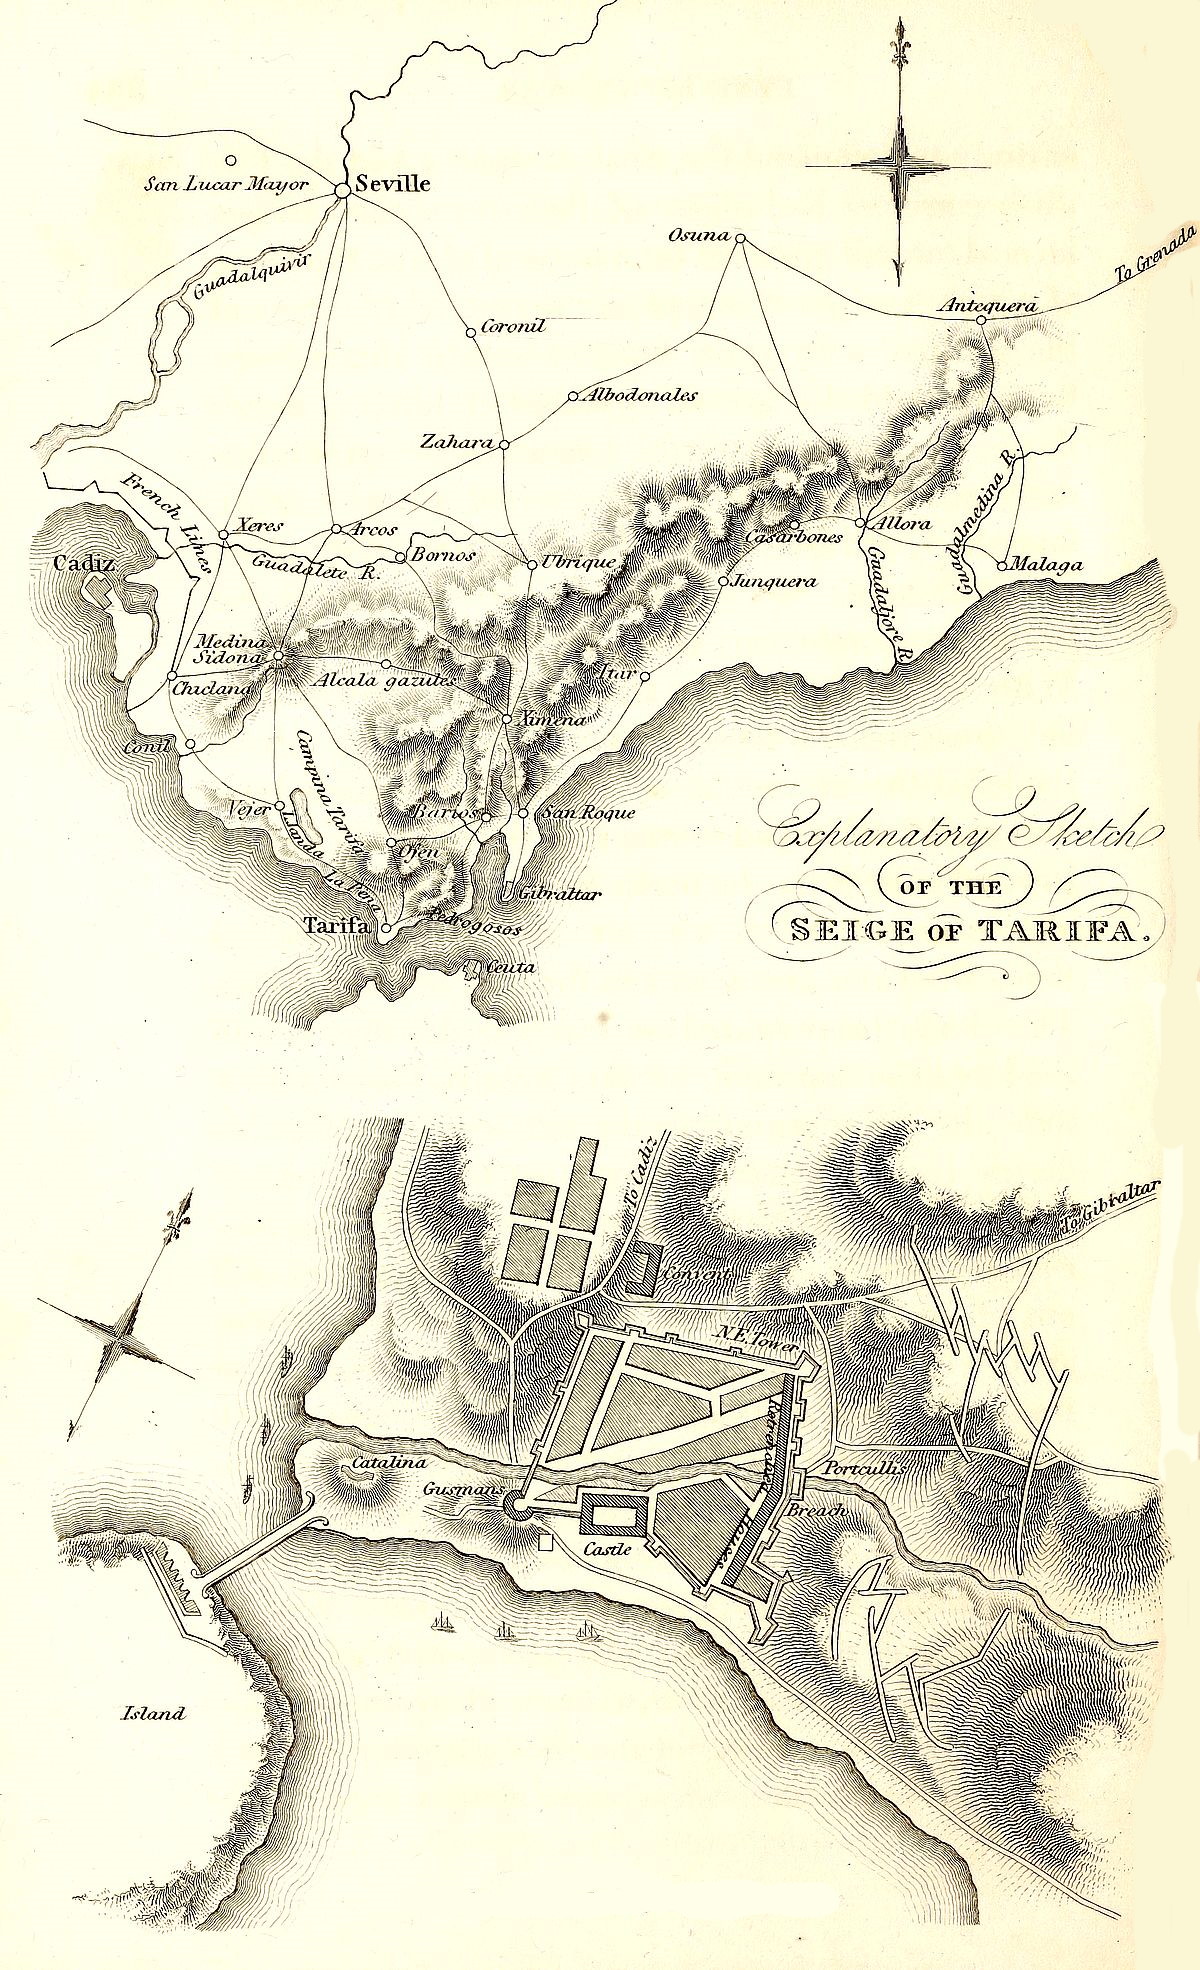 San Lucar Mayor
Seville
Guadalquivir
Osuna
To Grenada
Antequera
Coronil
Albodonales
Zahara
French Lines
Xeres
Arcos
Bornos
Guadalete R.
Ubrique
Casarbones
Allora
Guadalmedina R.
Malaga
Cadiz
Junquera
Guadaljore R.
Medina
Sidona
Alcala gazules
Itar
Chiclana
Ximena
Conil
Campina Tarifa
Vejer
Llanda
Barios
San Roque
Ojen
La Pena
Gibraltar
Tarifa
Pedrogosos
Ceuta
Explanatory Sketch
OF THE
SEIGE OF TARIFA.
To Cadiz
To Gibraltar
Convent
N.E. Tower
Catalina
Gusmans
Portcullis
Breach
Castle
Houses
Island